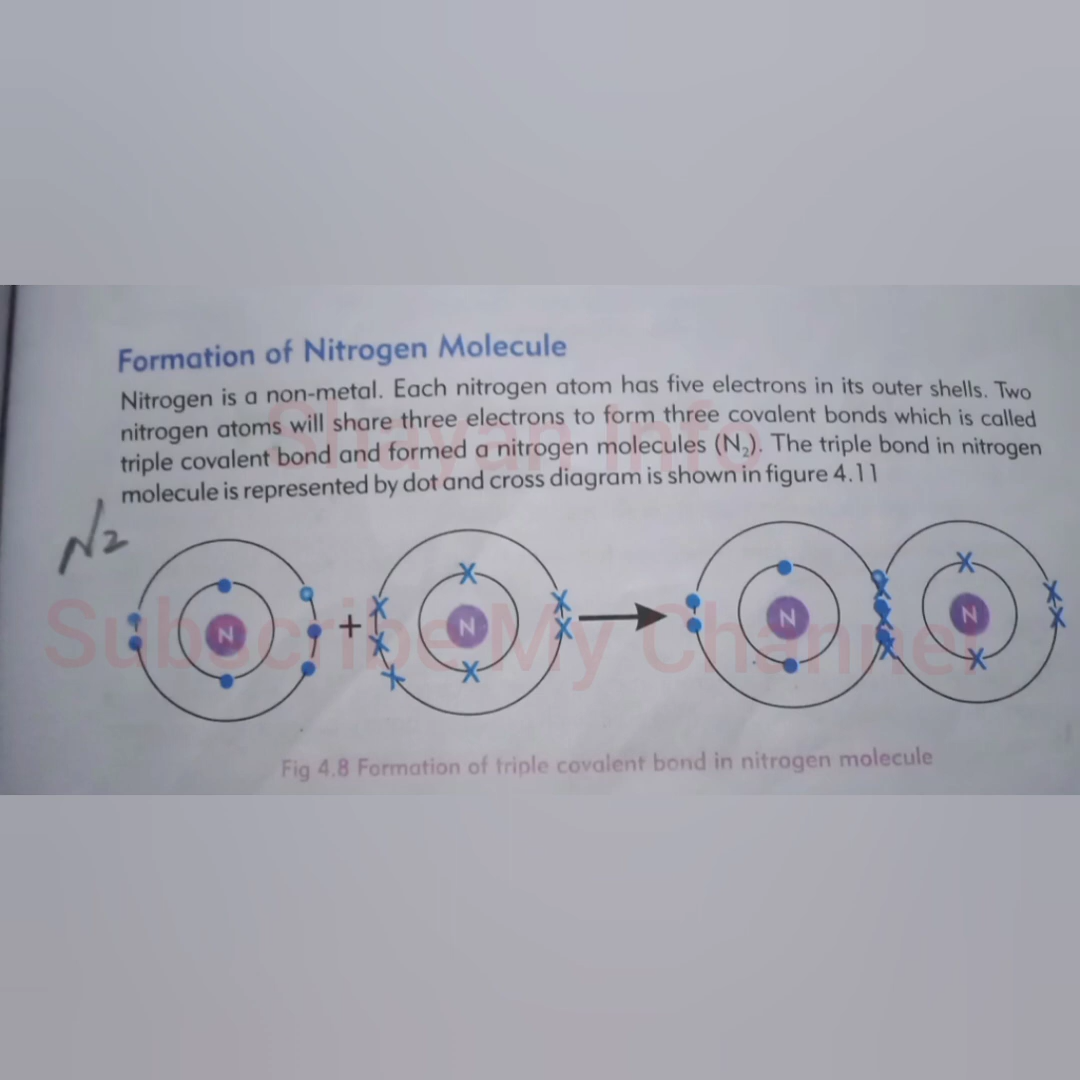 Formation of Nitrogen Molecule
Nitrogen is a non-metal. Each nitrogen atom has five electrons in its outer shells. Two
nitrogen atoms will share three electrons to form three covalent bonds which is called
triple covalent bond and formed a nitrogen molecules (N₂). The triple bond in nitrogen
molecule is represented by dot and cross diagram is shown in figure 4.11
Shayan Info
N2
N + N N N
Subscribe My Channel
Fig 4.8 Formation of triple covalent bond in nitrogen molecule